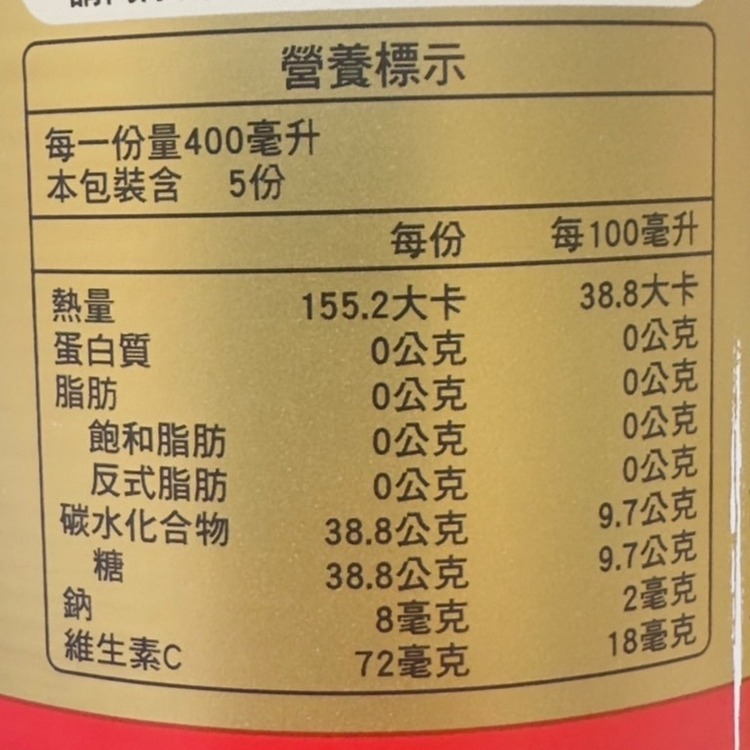 營養標示
每一份量400毫升
本包裝含 5份
每份 每100毫升
熱量 155.2大卡 38.8大卡
蛋白質 0公克 0公克
脂肪 0公克 0公克
飽和脂肪 0公克 0公克
反式脂肪 0公克 0公克
碳水化合物 38.8公克 9.7公克
糖 38.8公克 9.7公克
鈉 8毫克 2毫克
維生素C 72毫克 18毫克